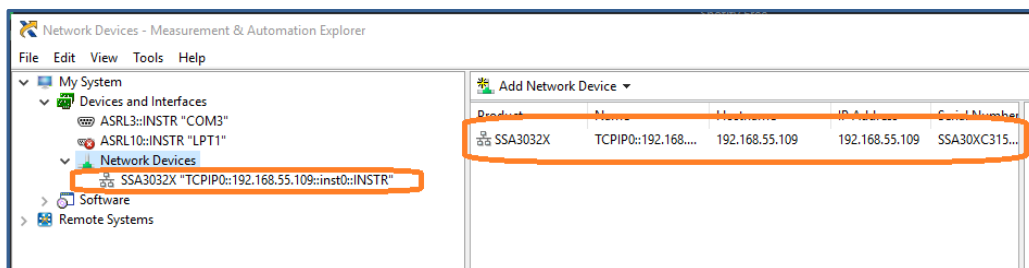 Network Devices - Measurement & Automation Explorer
File Edit View Tools Help
My System
Devices and Interfaces
ASRL3::INSTR "COM3"
ASRL10::INSTR "LPT1"
Network Devices
SSA3032X "TCPIP0::192.168.55.109::inst0::INSTR"
Software
Remote Systems
Add Network Device
Product Name Hostname IP Address Serial Number
SSA3032X TCPIP0::192.168.... 192.168.55.109 192.168.55.109 SSA30XC315...